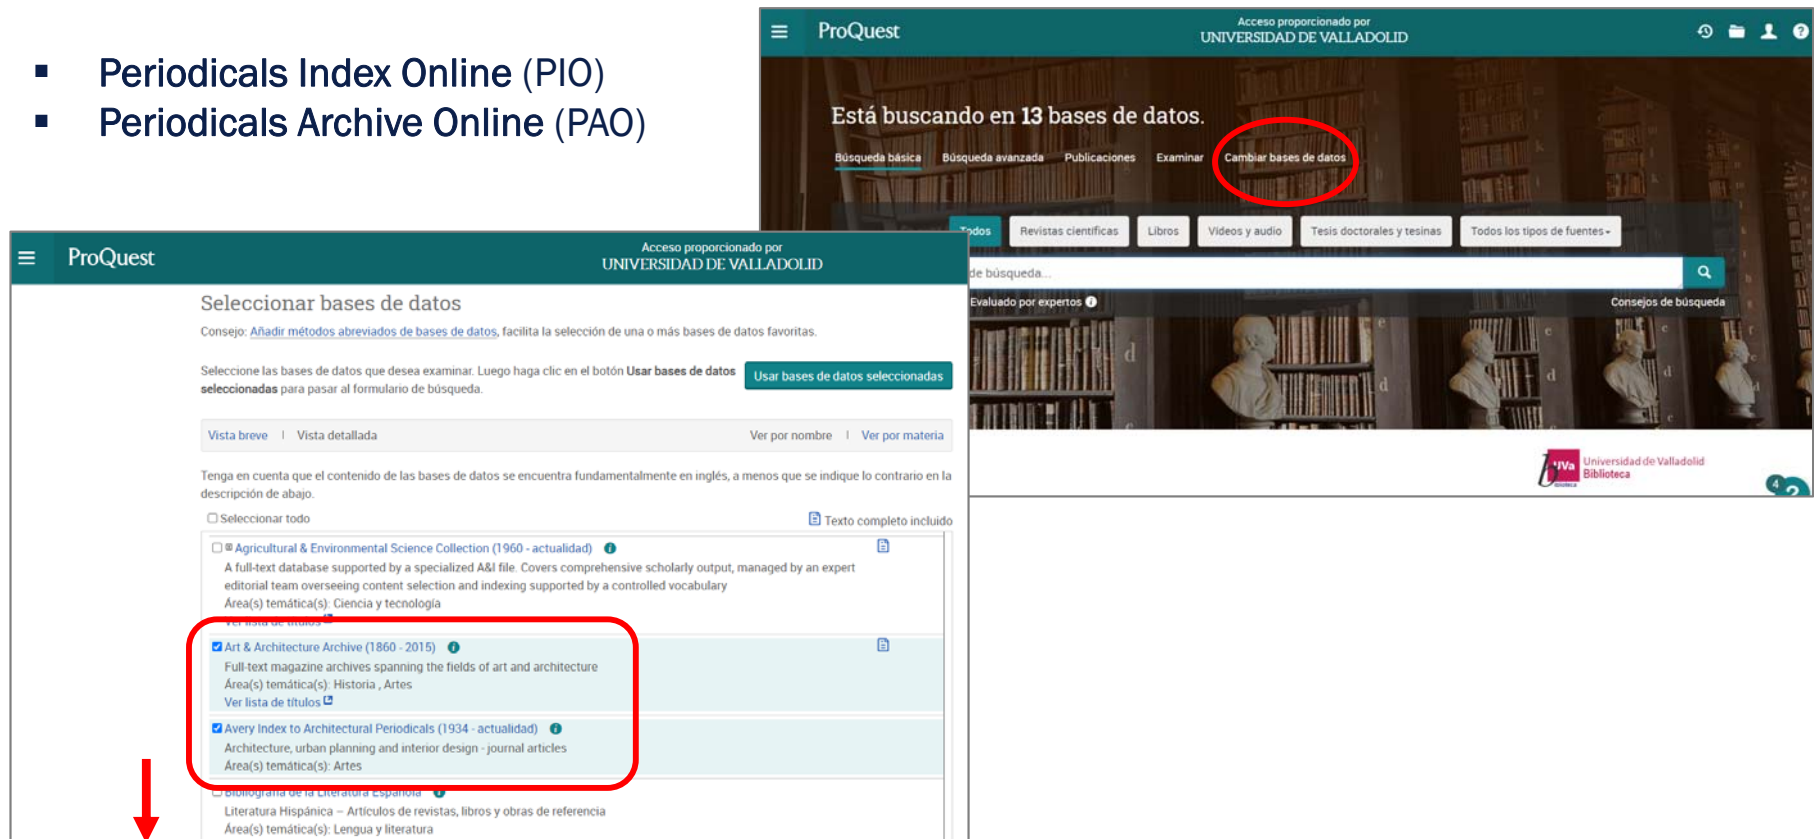 ▪ Periodicals Index Online (PIO)
▪ Periodicals Archive Online (PAO)
ProQuest
Acceso proporcionado por
UNIVERSIDAD DE VALLADOLID
Está buscando en 13 bases de datos.
Búsqueda básica Búsqueda avanzada Publicaciones Examinar Cambiar bases de datos
Todos Revistas científicas Libros Vídeos y audio Tesis doctorales y tesinas Todos los tipos de fuentes
de búsqueda...
Evaluado por expertos Consejos de búsqueda
d
e
d
e
d
e
d
e
UVa
Biblioteca
Universidad de Valladolid
Biblioteca
4
?
ProQuest
Acceso proporcionado por
UNIVERSIDAD DE VALLADOLID
Seleccionar bases de datos
Consejo: Añadir métodos abreviados de bases de datos, facilita la selección de una o más bases de datos favoritas.
Seleccione las bases de datos que desea examinar. Luego haga clic en el botón Usar bases de datos
seleccionadas para pasar al formulario de búsqueda.
Usar bases de datos seleccionadas
Vista breve | Vista detallada Ver por nombre | Ver por materia
Tenga en cuenta que el contenido de las bases de datos se encuentra fundamentalmente en inglés, a menos que se indique lo contrario en la
descripción de abajo.
Seleccionar todo Texto completo incluido
Agricultural & Environmental Science Collection (1960 - actualidad)
A full-text database supported by a specialized A&I file. Covers comprehensive scholarly output, managed by an expert
editorial team overseeing content selection and indexing supported by a controlled vocabulary
Área(s) temática(s): Ciencia y tecnología
Ver lista de títulos
Art & Architecture Archive (1860 - 2015)
Full-text magazine archives spanning the fields of art and architecture
Área(s) temática(s): Historia , Artes
Ver lista de títulos
Avery Index to Architectural Periodicals (1934 - actualidad)
Architecture, urban planning and interior design - journal articles
Área(s) temática(s): Artes
Bibliografía de la Literatura Española
Literatura Hispánica – Artículos de revistas, libros y obras de referencia
Área(s) temática(s): Lengua y literatura